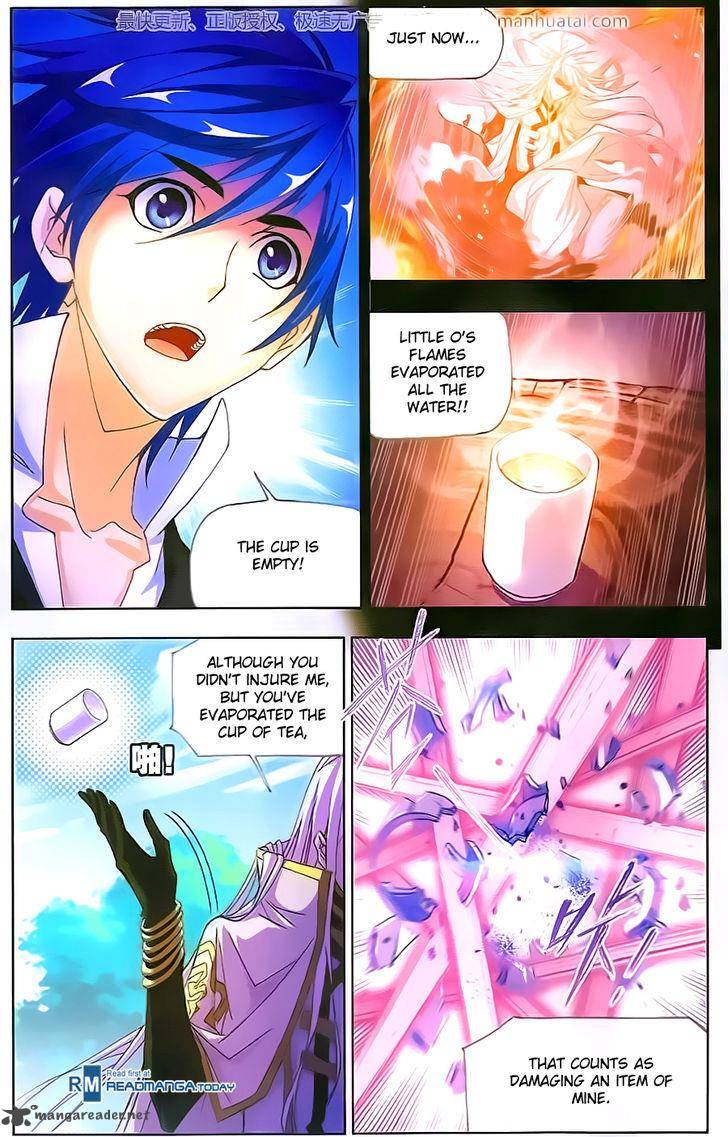 最快更新、正版授权、极速无广告
manhuatai.com
JUST NOW...
LITTLE O'S
FLAMES
EVAPORATED
ALL THE
WATER!!
THE CUP IS
EMPTY!
ALTHOUGH YOU
DIDN'T INJURE ME,
BUT YOU'VE
EVAPORATED THE
CUP OF TEA,
啪!
THAT COUNTS AS
DAMAGING AN ITEM OF
MINE.
RM
Read first at
READMANGA.TODAY
mangareader.net